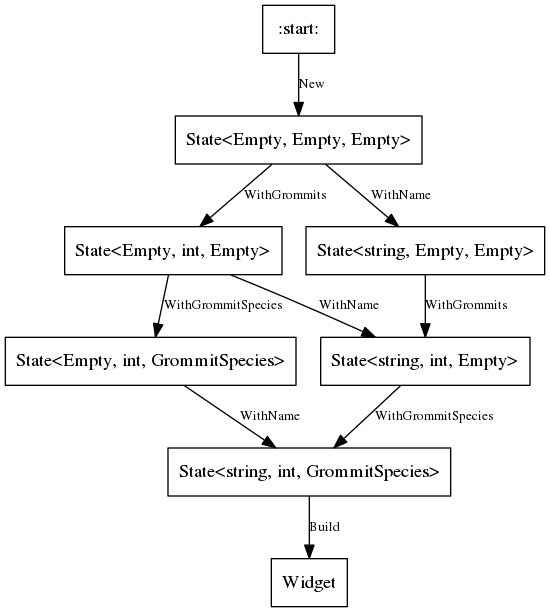 :start:
New
State<Empty, Empty, Empty>
WithGrommits
WithName
State<Empty, int, Empty>
State<string, Empty, Empty>
WithGrommitSpecies
WithName
WithGrommits
State<Empty, int, GrommitSpecies>
State<string, int, Empty>
WithName
WithGrommitSpecies
State<string, int, GrommitSpecies>
Build
Widget